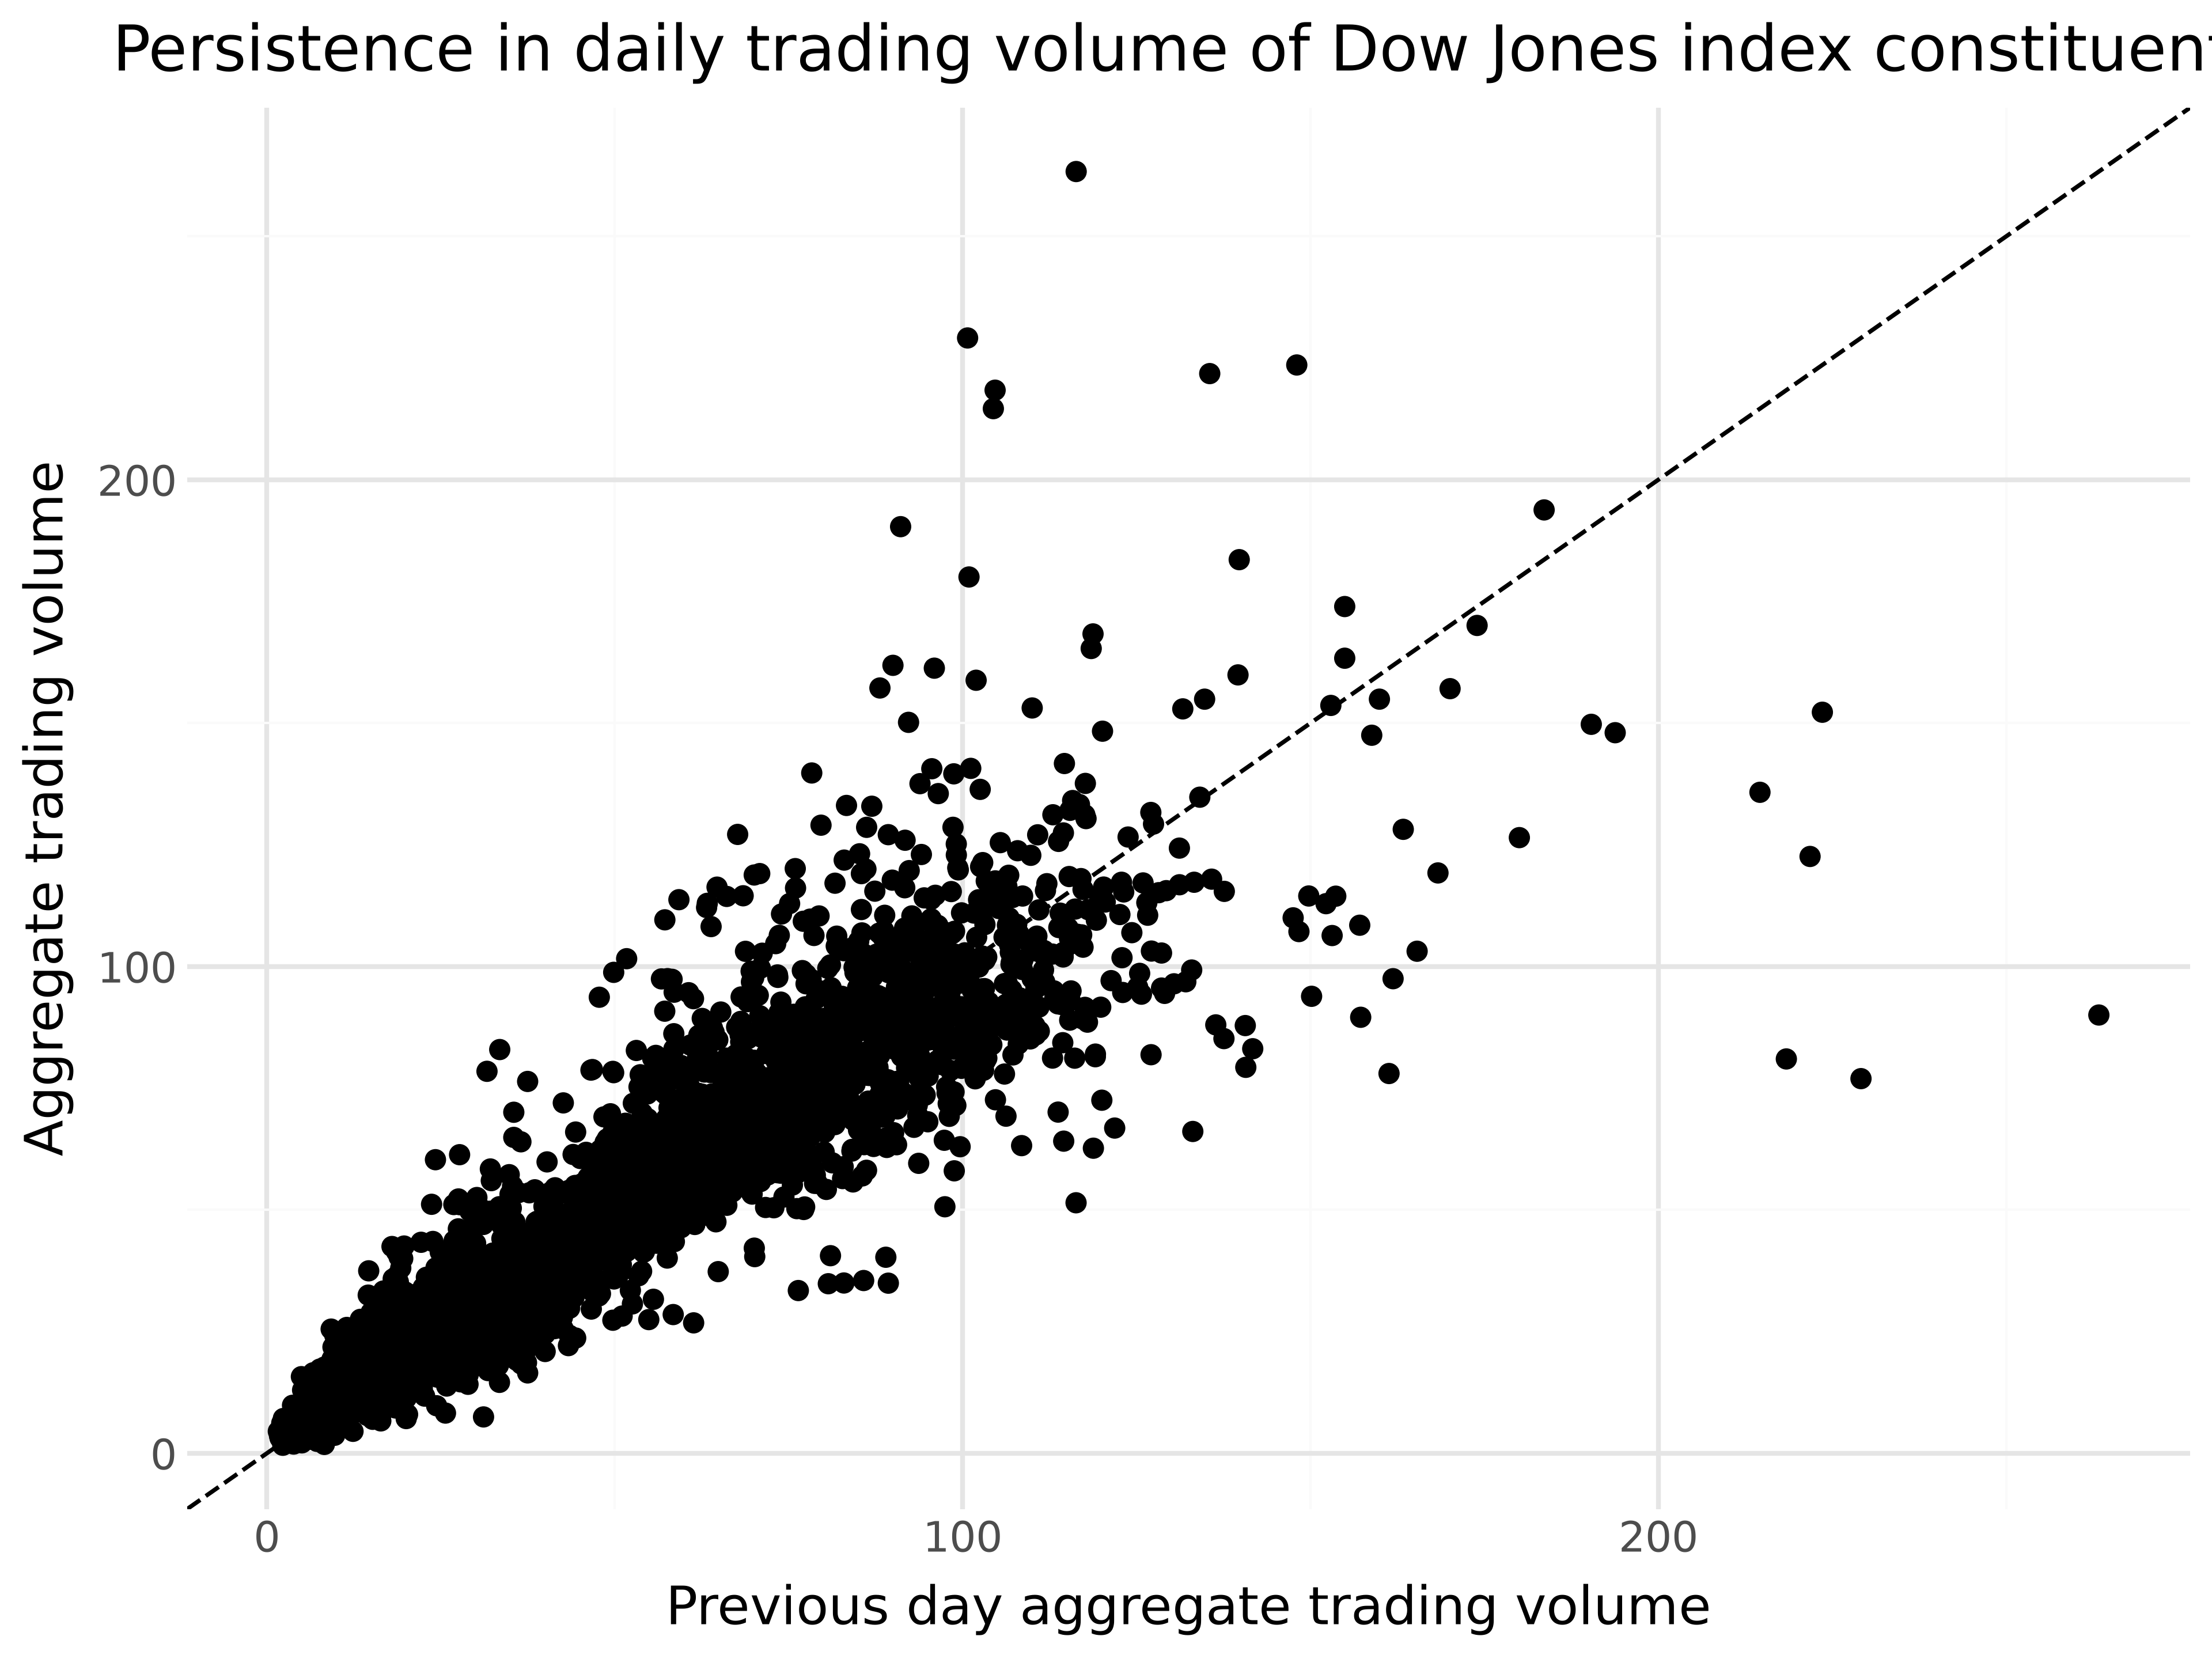 Persistence in daily trading volume of Dow Jones index constituent
Aggregate trading volume
200
100
0
0
100
200
Previous day aggregate trading volume